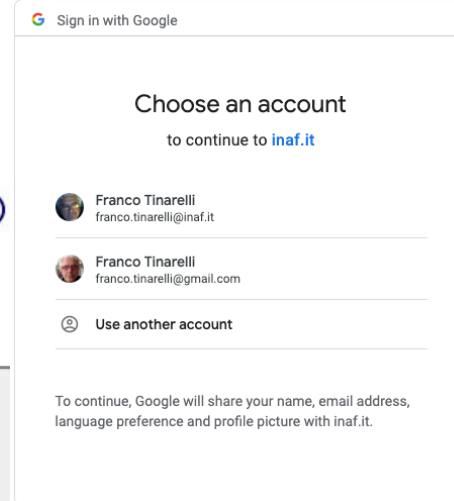 Sign in with Google
Choose an account
to continue to inaf.it
Franco Tinarelli
franco.tinarelli@inaf.it
Franco Tinarelli
franco.tinarelli@gmail.com
Use another account
To continue, Google will share your name, email address,
language preference and profile picture with inaf.it.